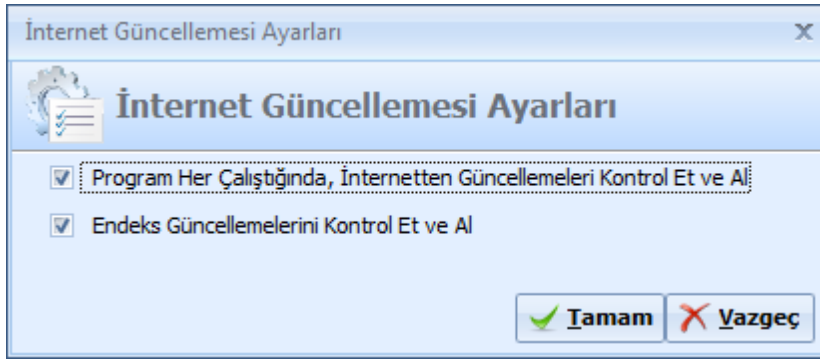 İnternet Güncellemesi Ayarları
İnternet Güncellemesi Ayarları
Program Her Çalıştığında, İnternetten Güncellemeleri Kontrol Et ve Al
Endeks Güncellemelerini Kontrol Et ve Al
Tamam Vazgeç